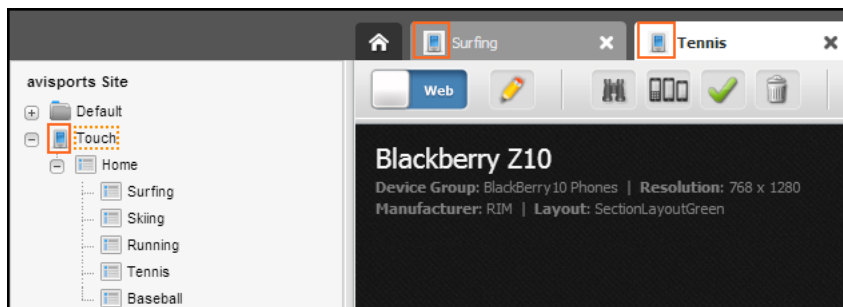 Surfing
Tennis
avisports Site
Default
Touch
Home
Surfing
Skiing
Running
Tennis
Baseball
Web
Blackberry Z10
Device Group: BlackBerry10 Phones | Resolution: 768 x 1280
Manufacturer: RIM | Layout: SectionLayoutGreen